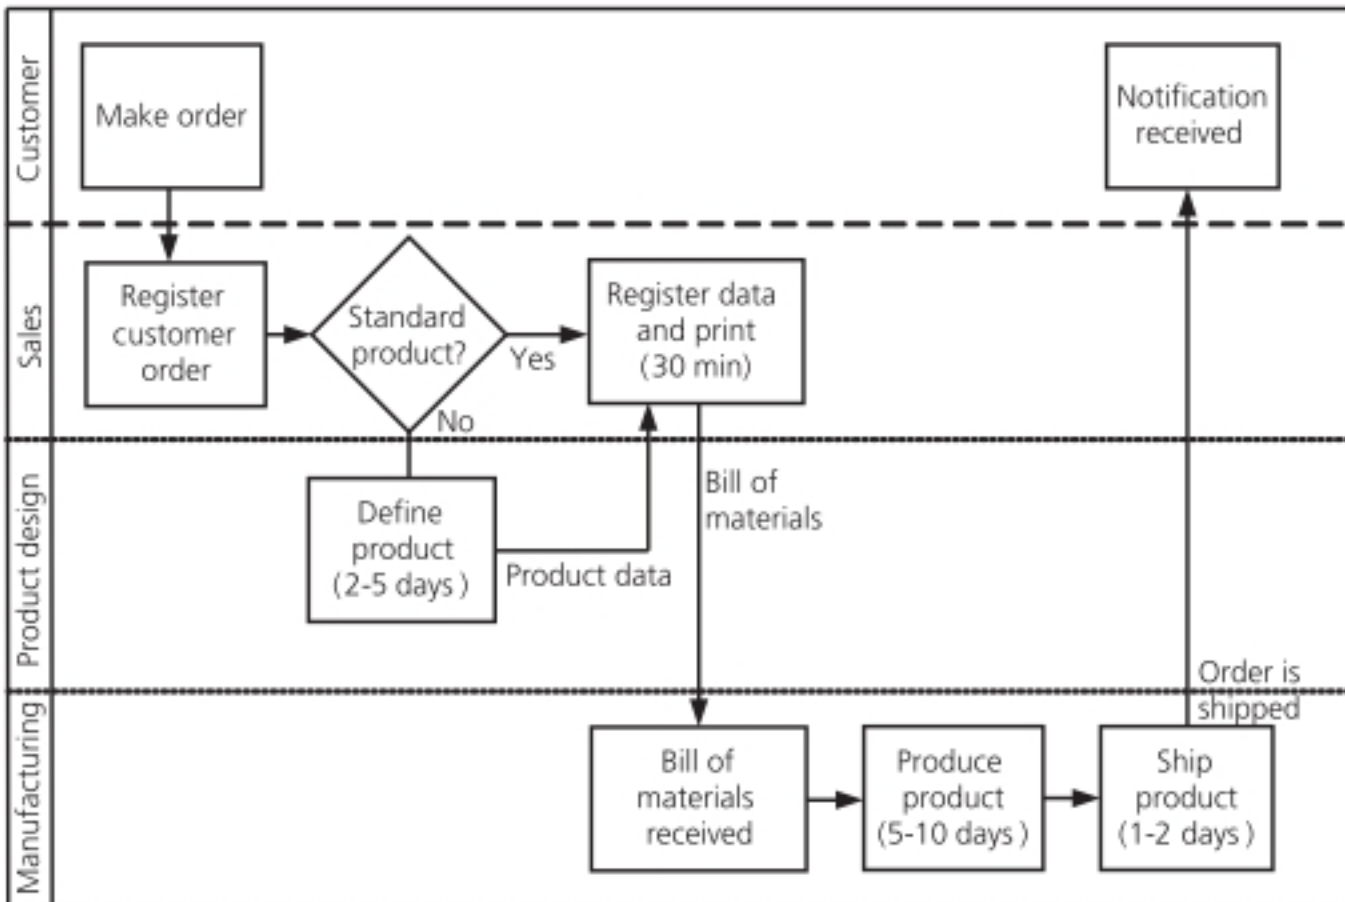 Customer
Make order
Notification
received
Sales
Register
customer
order
Standard
product?
Yes
No
Register data
and print
(30 min)
Product design
Define
product
(2-5 days )
Product data
Bill of
materials
Order is
shipped
Manufacturing
Bill of
materials
received
Produce
product
(5-10 days )
Ship
product
(1-2 days )